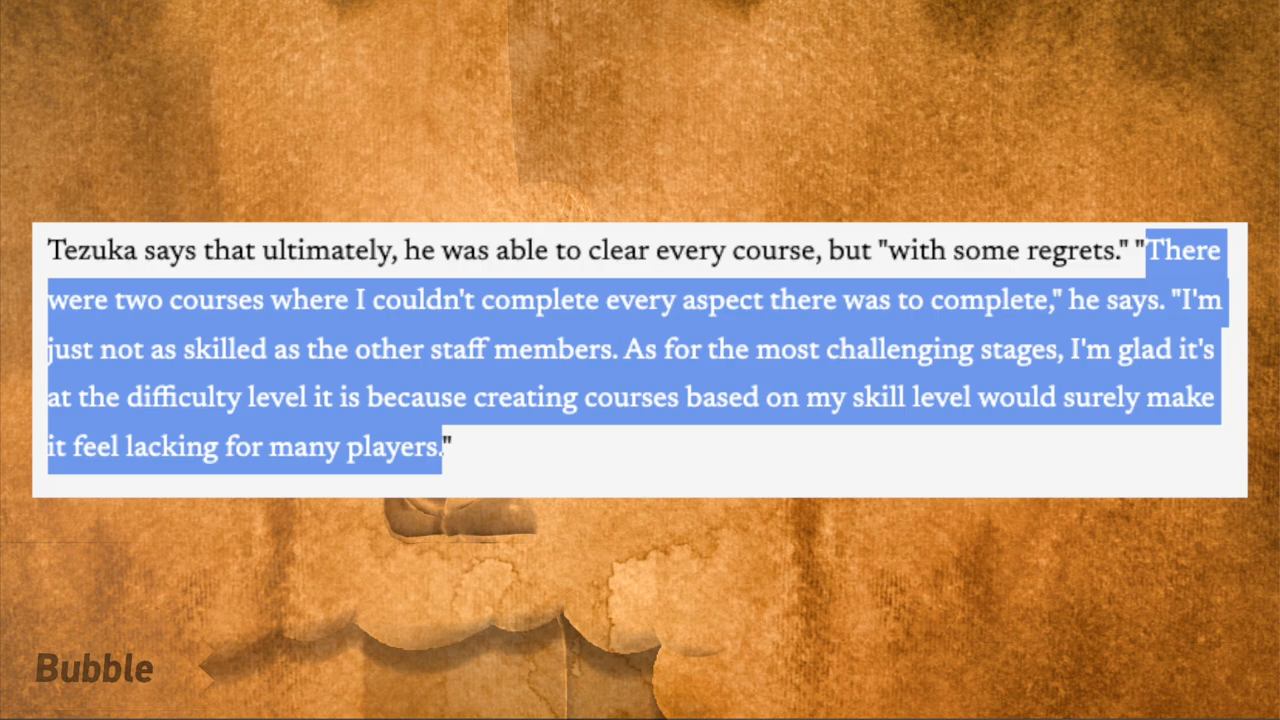 Tezuka says that ultimately, he was able to clear every course, but "with some regrets." "There
were two courses where I couldn't complete every aspect there was to complete," he says. "I'm
just not as skilled as the other staff members. As for the most challenging stages, I'm glad it's
at the difficulty level it is because creating courses based on my skill level would surely make
it feel lacking for many players."
Bubble